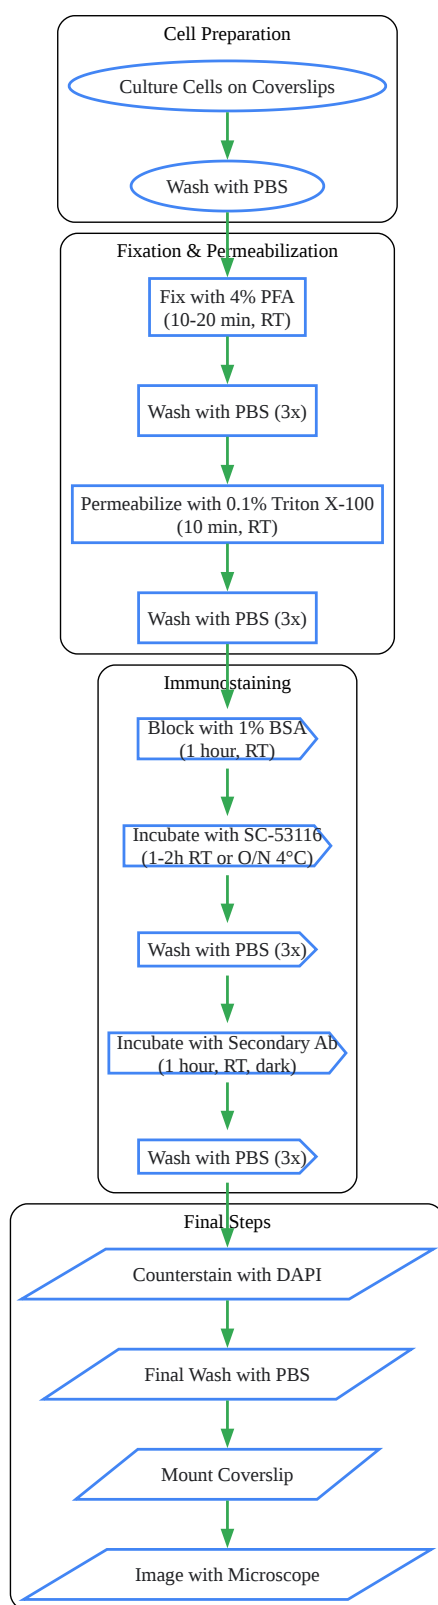 Cell Preparation
Culture Cells on Coverslips
Wash with PBS
Fixation & Permeabilization
Fix with 4% PFA
(10-20 min, RT)
Wash with PBS (3x)
Permeabilize with 0.1% Triton X-100
(10 min, RT)
Wash with PBS (3x)
Immunostaining
Block with 1% BSA
(1 hour, RT)
Incubate with SC-53116
(1-2h RT or O/N 4°C)
Wash with PBS (3x)
Incubate with Secondary Ab
(1 hour, RT, dark)
Wash with PBS (3x)
Final Steps
Counterstain with DAPI
Final Wash with PBS
Mount Coverslip
Image with Microscope